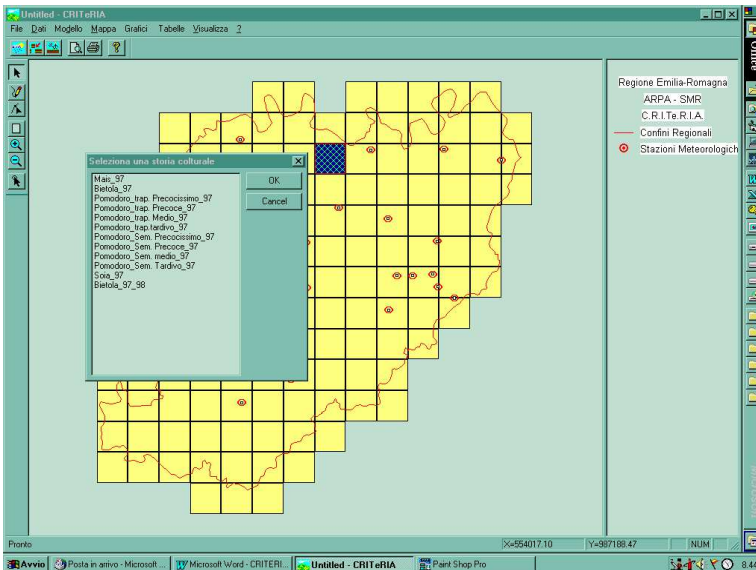 Untitled - CRITeRIA
File Dati Modello Mappa Grafici Tabelle Visualizza ?
Seleziona una storia colturale
Mais_97
Bietola_97
Pomodoro_trap. Precocissimo_97
Pomodoro_trap. Precoce_97
Pomodoro_trap. Medio_97
Pomodoro_trap.tardivo_97
Pomodoro_Sem. Precocissimo_97
Pomodoro_Sem. Precoce_97
Pomodoro_Sem. medio_97
Pomodoro_Sem. Tardivo_97
Soia_97
Bietola_97_98
OK
Cancel
Regione Emilia-Romagna
ARPA - SMR
C.R.I.Te.R.I.A.
Confini Regionali
Stazioni Meteorologich
Office
Pronto
X=554017.10
Y=987188.47
NUM
Avvio
Posta in arrivo - Microsoft ...
Microsoft Word - CRITERI...
Untitled - CRITeRIA
Paint Shop Pro